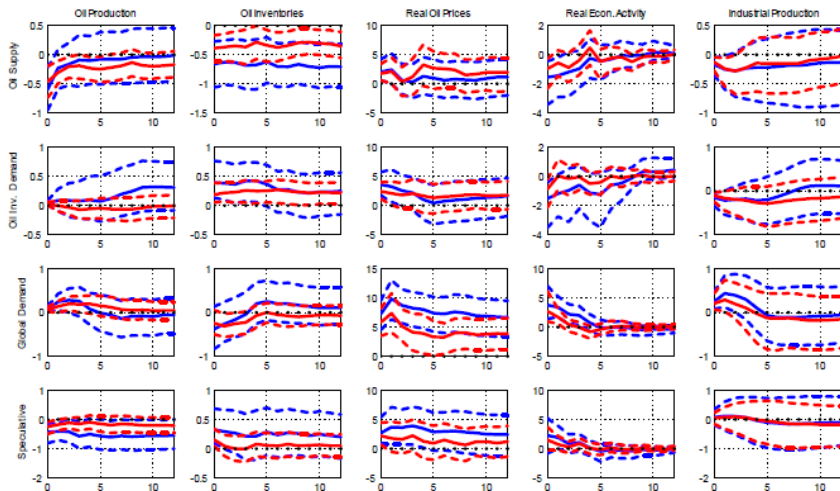 Oil Production Oil Inventories Real Oil Prices Real Econ. Activity Industrial Production
Oil Supply
0.5 0 -0.5 -1 0 5 10
0 -0.5 -1 -1.5 0 5 10
10 5 0 -5 0 5 10
2 0 -2 -4 0 5 10
0.5 0 -0.5 -1 0 5 10
Oil Inv. Demand
1 0.5 0 -0.5 0 5 10
1 0.5 0 -0.5 0 5 10
10 5 0 -5 0 5 10
2 0 -2 -4 0 5 10
1 0 -1 0 5 10
Global Demand
1 0 -1 0 5 10
1 0 -1 0 5 10
15 10 5 0 0 5 10
10 5 0 -5 0 5 10
1 0 -1 0 5 10
Speculative
1 0 -1 -2 0 5 10
1 0.5 0 -0.5 0 5 10
10 5 0 -5 0 5 10
10 5 0 -5 0 5 10
1 0 -1 -2 0 5 10